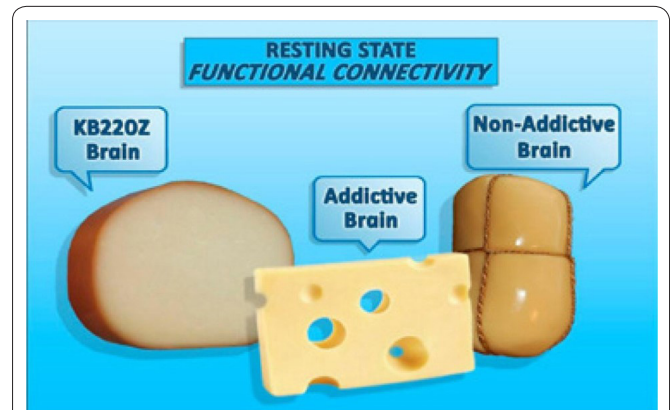 RESTING STATE
FUNCTIONAL CONNECTIVITY
KB220Z
Brain
Addictive
Brain
Non-Addictive
Brain